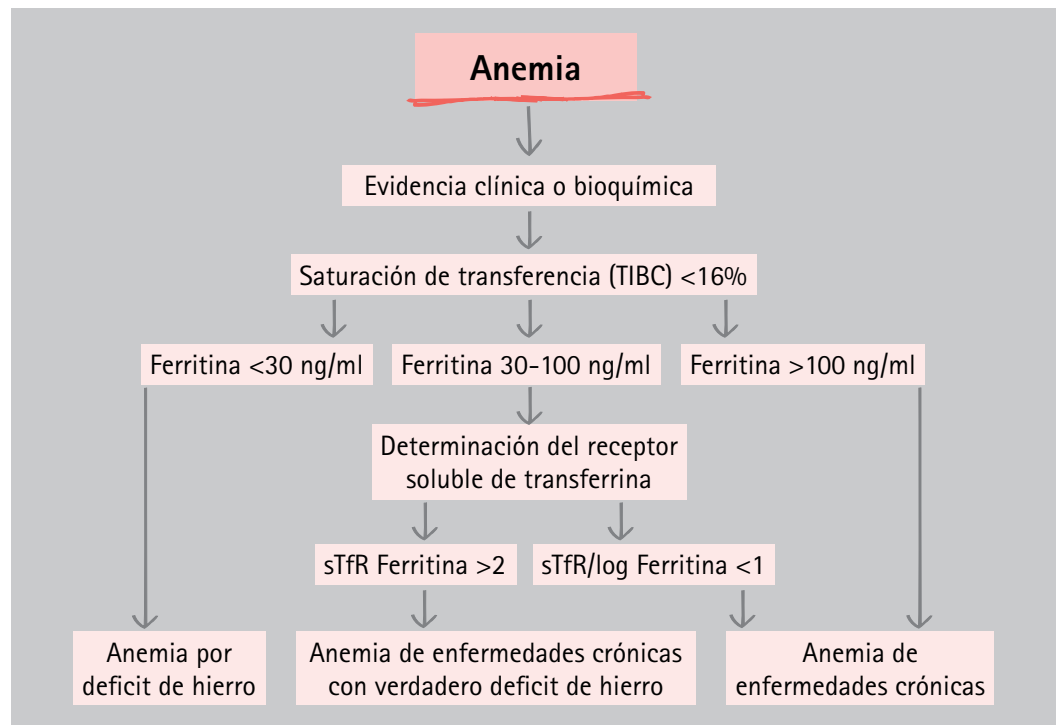 Anemia
Evidencia clínica o bioquímica
Saturación de transferencia (TIBC) <16%
Ferritina <30 ng/ml
Ferritina 30-100 ng/ml
Ferritina >100 ng/ml
Determinación del receptor
soluble de transferrina
sTfR Ferritina >2
sTfR/log Ferritina <1
Anemia por
deficit de hierro
Anemia de enfermedades crónicas
con verdadero deficit de hierro
Anemia de
enfermedades crónicas